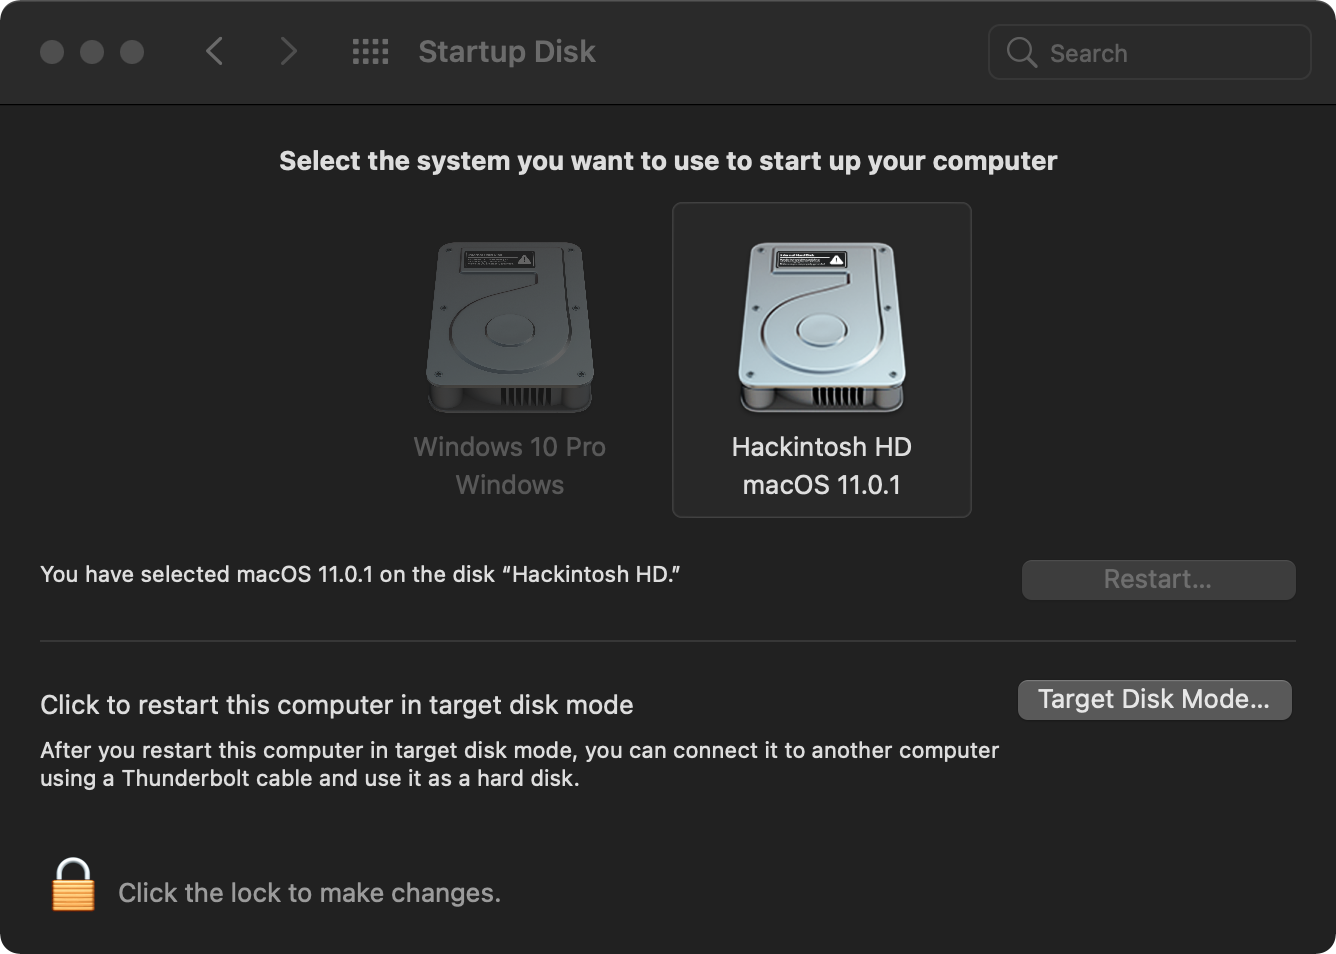 Startup Disk
Search
Select the system you want to use to start up your computer
Windows 10 Pro
Windows
Hackintosh HD
macOS 11.0.1
You have selected macOS 11.0.1 on the disk “Hackintosh HD.”
Restart...
Click to restart this computer in target disk mode
Target Disk Mode...
After you restart this computer in target disk mode, you can connect it to another computer
using a Thunderbolt cable and use it as a hard disk.
Click the lock to make changes.